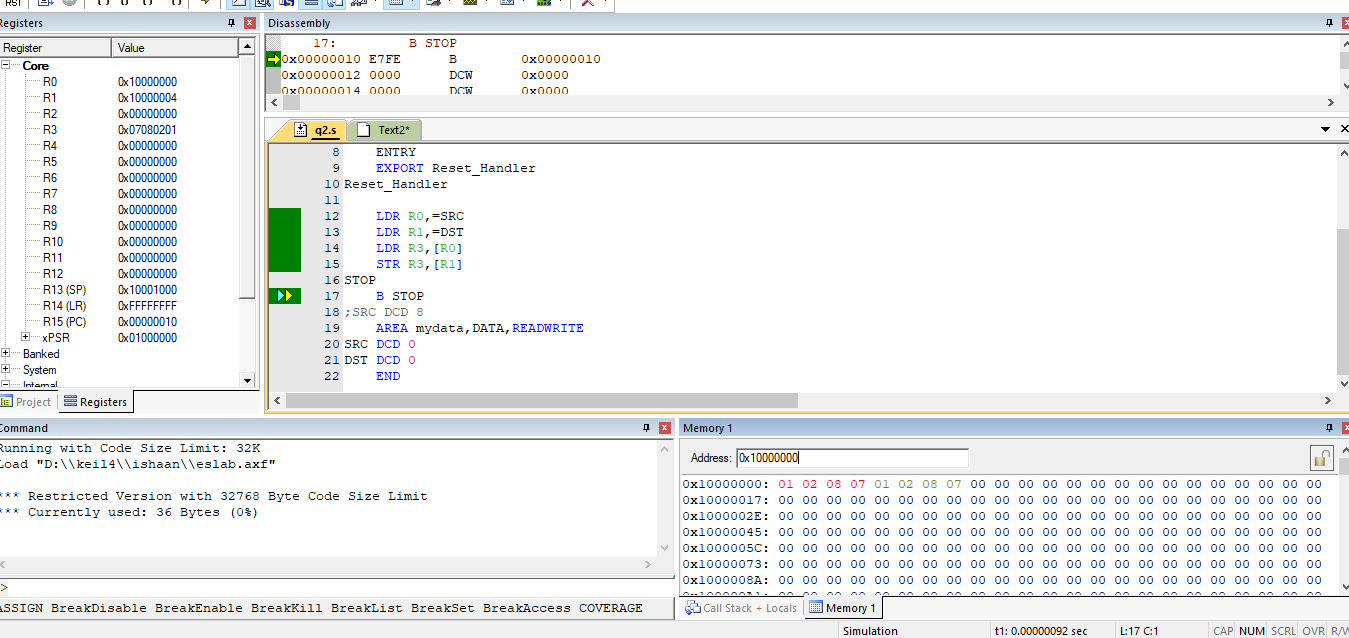 RST
Registers
Register Value
Core
R0 0x10000000
R1 0x10000004
R2 0x00000000
R3 0x07080201
R4 0x00000000
R5 0x00000000
R6 0x00000000
R7 0x00000000
R8 0x00000000
R9 0x00000000
R10 0x00000000
R11 0x00000000
R12 0x00000000
R13 (SP) 0x10001000
R14 (LR) 0xFFFFFFFF
R15 (PC) 0x00000010
xPSR 0x01000000
Banked
System
Internal
Project Registers
Disassembly
17: B STOP
0x00000010 E7FE B 0x00000010
0x00000012 0000 DCW 0x0000
0x00000014 0000 DCW 0x0000
q2.s Text2*
8 ENTRY
9 EXPORT Reset_Handler
10 Reset_Handler
11
12 LDR R0,=SRC
13 LDR R1,=DST
14 LDR R3,[R0]
15 STR R3,[R1]
16 STOP
17 B STOP
18 ;SRC DCD 8
19 AREA mydata,DATA,READWRITE
20 SRC DCD 0
21 DST DCD 0
22 END
Command
Running with Code Size Limit: 32K
Load "D:\\keil4\\ishaan\\eslab.axf"
*** Restricted Version with 32768 Byte Code Size Limit
*** Currently used: 36 Bytes (0%)
>
ASSIGN BreakDisable BreakEnable BreakKill BreakList BreakSet BreakAccess COVERAGE
Memory 1
Address: 0x10000000
0x10000000: 01 02 08 07 01 02 08 07 00 00 00 00 00 00 00 00 00 00 00 00 00 00 00
0x10000017: 00 00 00 00 00 00 00 00 00 00 00 00 00 00 00 00 00 00 00 00 00 00 00
0x1000002E: 00 00 00 00 00 00 00 00 00 00 00 00 00 00 00 00 00 00 00 00 00 00 00
0x10000045: 00 00 00 00 00 00 00 00 00 00 00 00 00 00 00 00 00 00 00 00 00 00 00
0x1000005C: 00 00 00 00 00 00 00 00 00 00 00 00 00 00 00 00 00 00 00 00 00 00 00
0x10000073: 00 00 00 00 00 00 00 00 00 00 00 00 00 00 00 00 00 00 00 00 00 00 00
0x1000008A: 00 00 00 00 00 00 00 00 00 00 00 00 00 00 00 00 00 00 00 00 00 00 00
Call Stack + Locals Memory 1
Simulation t1: 0.00000092 sec L:17 C:1 CAP NUM SCRL OVR R/W